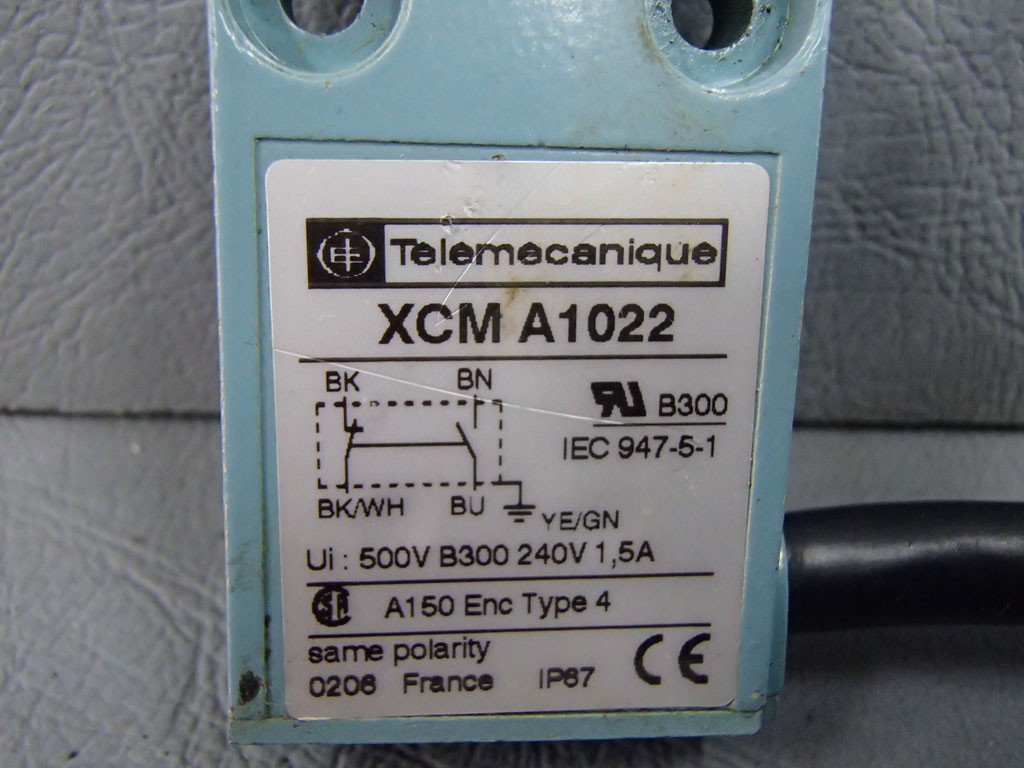 Telemecanique
XCM A1022
BK BN
B300
IEC 947-5-1
BK/WH BU YE/GN
Ui : 500V B300 240V 1,5A
A150 Enc Type 4
same polarity
0206 France IP67 CE